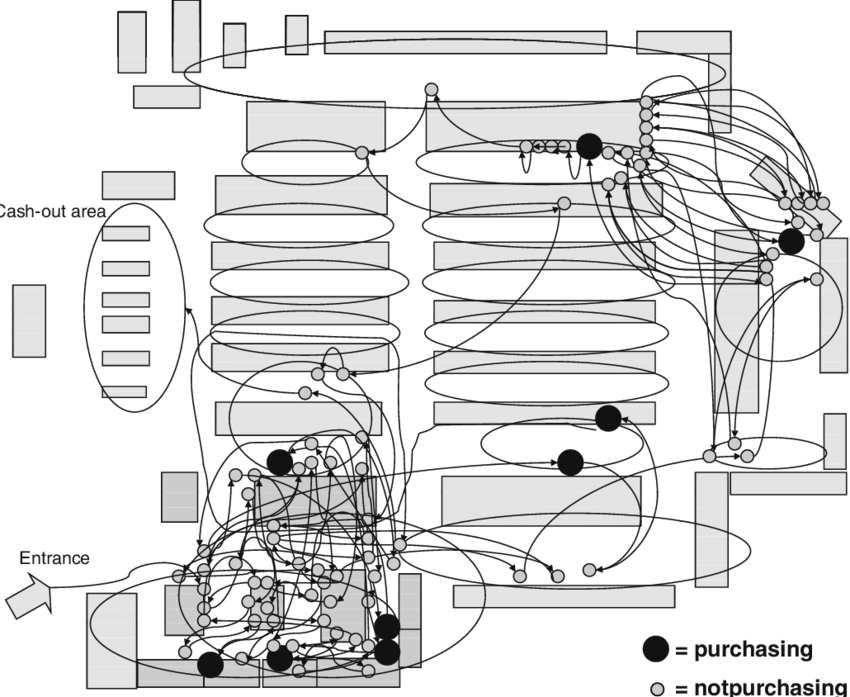 Cash-out area
Entrance
= purchasing
= notpurchasing